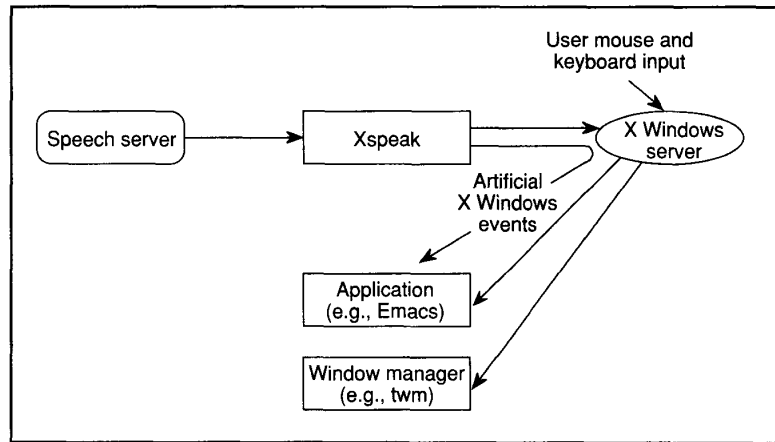 User mouse and
keyboard input
Speech server
Xspeak
X Windows
server
Artificial
X Windows
events
Application
(e.g., Emacs)
Window manager
(e.g., twm)